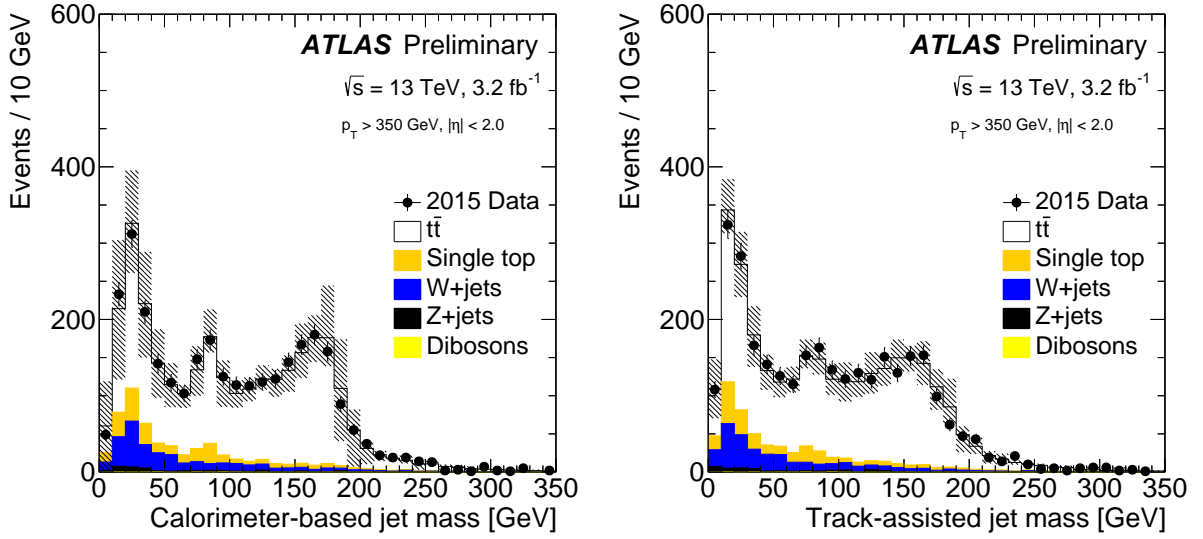 Events / 10 GeV
600
400
200
0
ATLAS Preliminary
√s = 13 TeV, 3.2 fb⁻¹
p_T > 350 GeV, |η| < 2.0
2015 Data
tt̄
Single top
W+jets
Z+jets
Dibosons
0 50 100 150 200 250 300 350
Calorimeter-based jet mass [GeV]
Events / 10 GeV
600
400
200
0
ATLAS Preliminary
√s = 13 TeV, 3.2 fb⁻¹
p_T > 350 GeV, |η| < 2.0
2015 Data
tt̄
Single top
W+jets
Z+jets
Dibosons
0 50 100 150 200 250 300 350
Track-assisted jet mass [GeV]